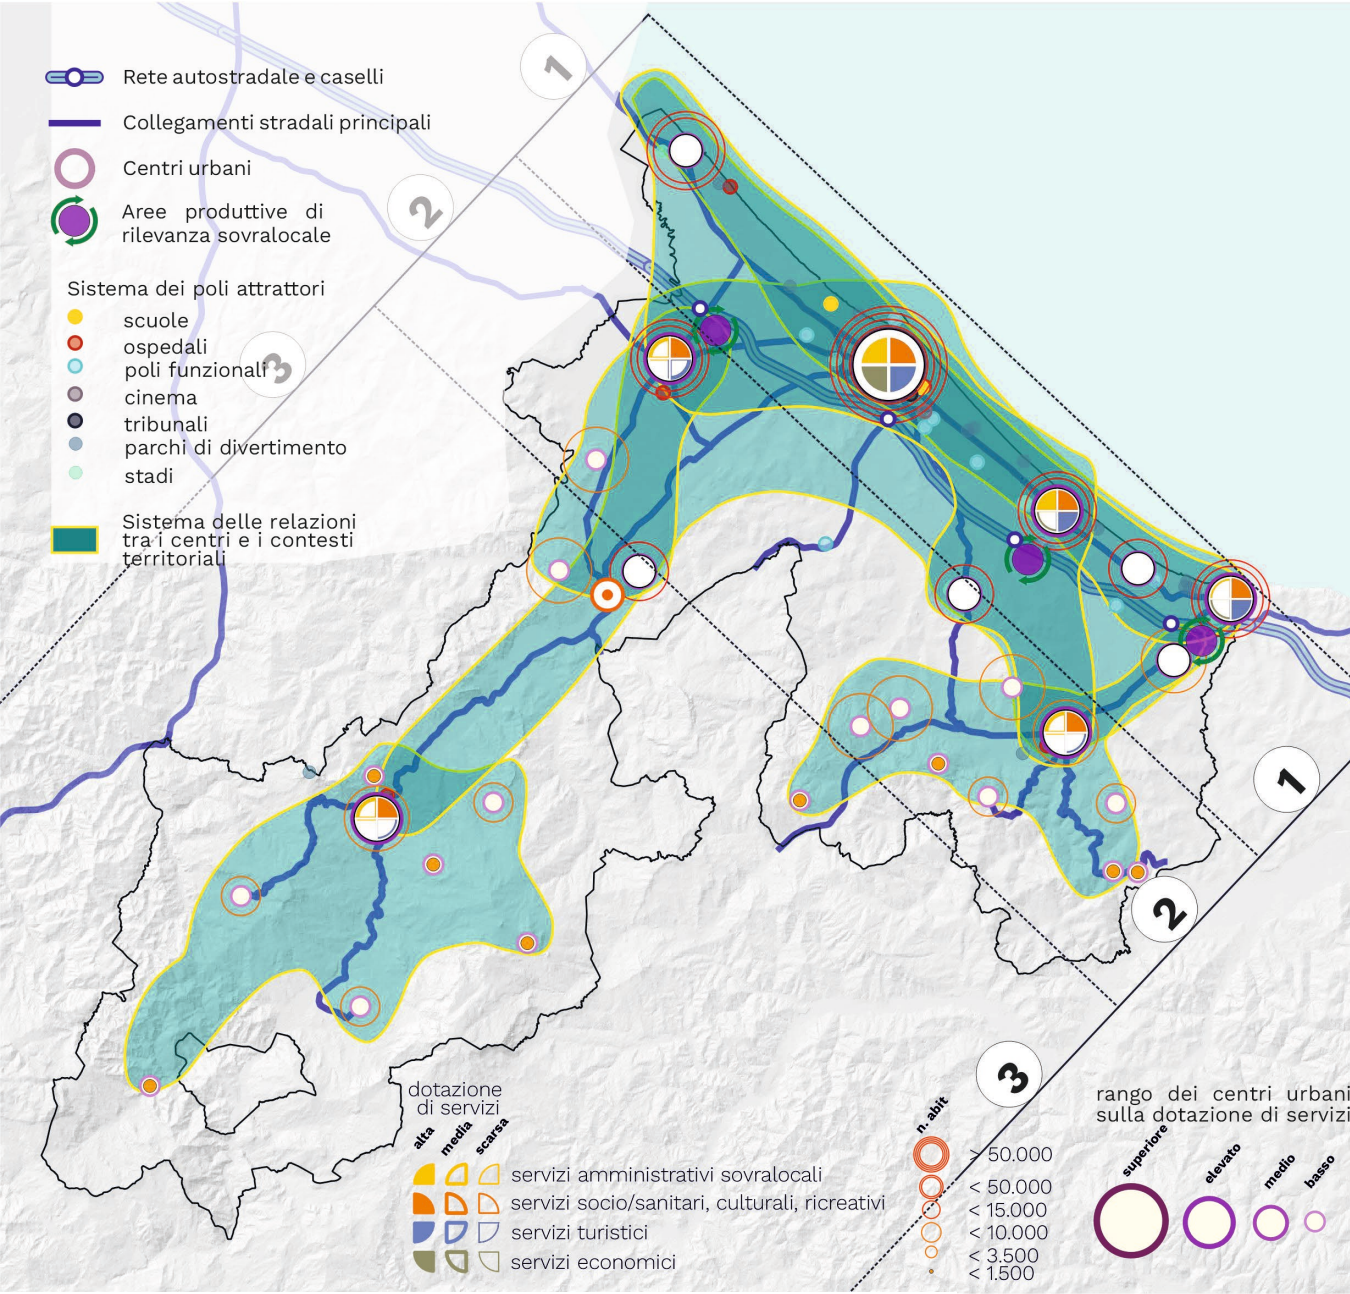 1
Rete autostradale e caselli
Collegamenti stradali principali
Centri urbani
2
Aree produttive di
rilevanza sovralocale
Sistema dei poli attrattori
scuole
ospedali
poli funzionali
3
cinema
tribunali
parchi di divertimento
stadi
Sistema delle relazioni
tra i centri e i contesti
territoriali
1
2
3
dotazione
di servizi
alta
media
scarsa
servizi amministrativi sovralocali
servizi socio/sanitari, culturali, ricreativi
servizi turistici
servizi economici
n. abit
> 50.000
< 50.000
< 15.000
< 10.000
< 3.500
< 1.500
rango dei centri urbani
sulla dotazione di servizi
superiore
elevato
medio
basso